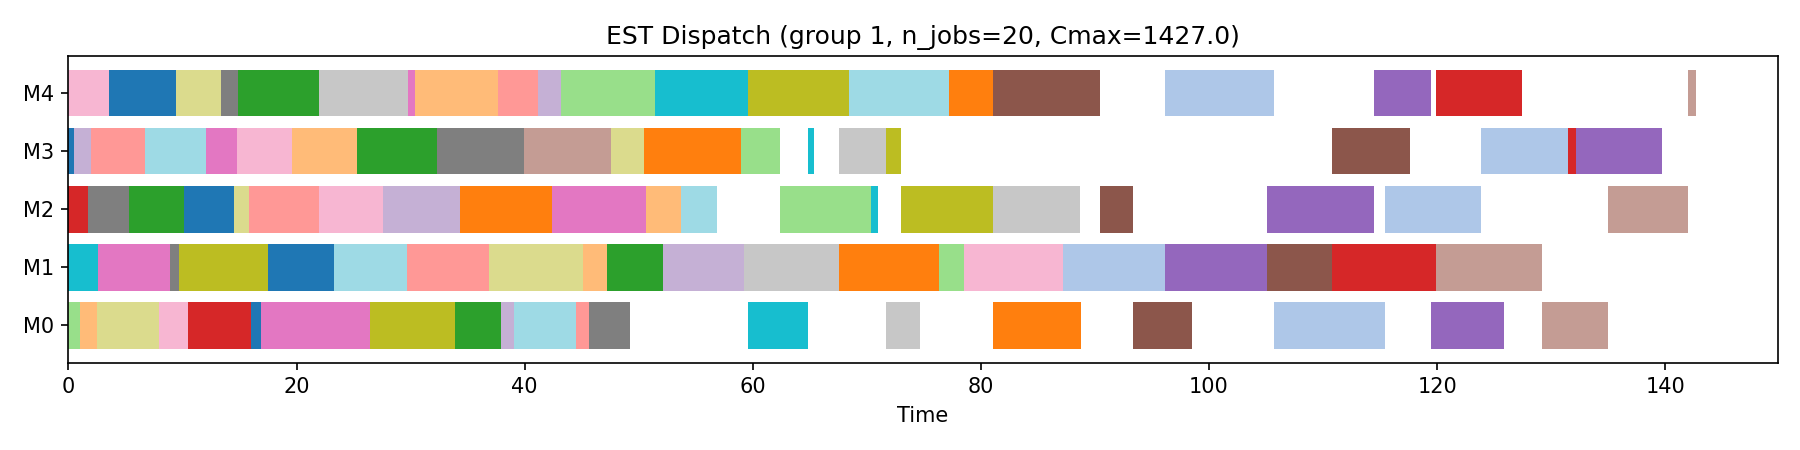 EST Dispatch (group 1, n_jobs=20, Cmax=1427.0)
M4
M3
M2
M1
M0
0 20 40 60 80 100 120 140
Time